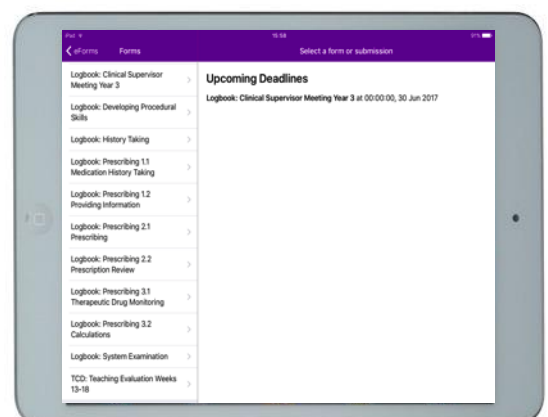 iPad
15:58
91%
eForms
Forms
Select a form or submission
Logbook: Clinical Supervisor
Meeting Year 3
Logbook: Developing Procedural
Skills
Logbook: History Taking
Logbook: Prescribing 1.1
Medication History Taking
Logbook: Prescribing 1.2
Providing Information
Logbook: Prescribing 2.1
Prescribing
Logbook: Prescribing 2.2
Prescription Review
Logbook: Prescribing 3.1
Therapeutic Drug Monitoring
Logbook: Prescribing 3.2
Calculations
Logbook: System Examination
TCD: Teaching Evaluation Weeks
13-18
Upcoming Deadlines
Logbook: Clinical Supervisor Meeting Year 3 at 00:00:00, 30 Jun 2017